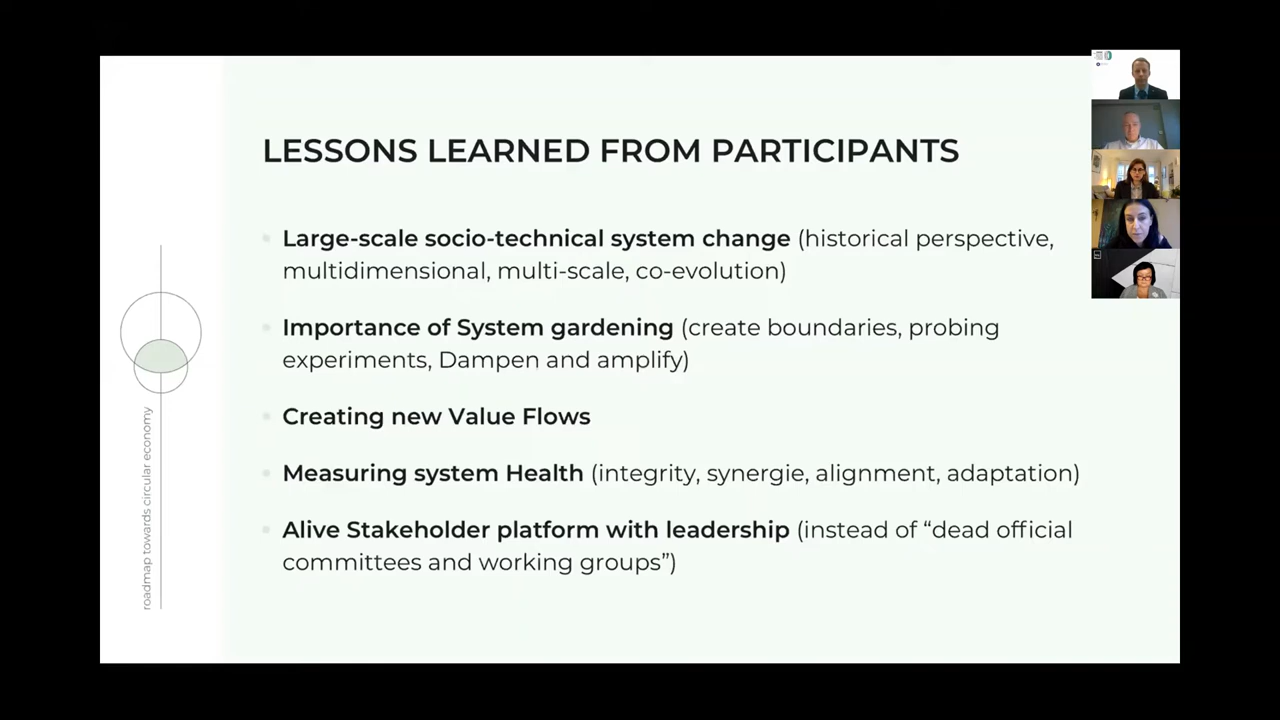 LESSONS LEARNED FROM PARTICIPANTS
Large-scale socio-technical system change (historical perspective,
multidimensional, multi-scale, co-evolution)
Importance of System gardening (create boundaries, probing
experiments, Dampen and amplify)
Creating new Value Flows
Measuring system Health (integrity, synergie, alignment, adaptation)
Alive Stakeholder platform with leadership (instead of “dead official
committees and working groups”)
roadmap towards circular economy